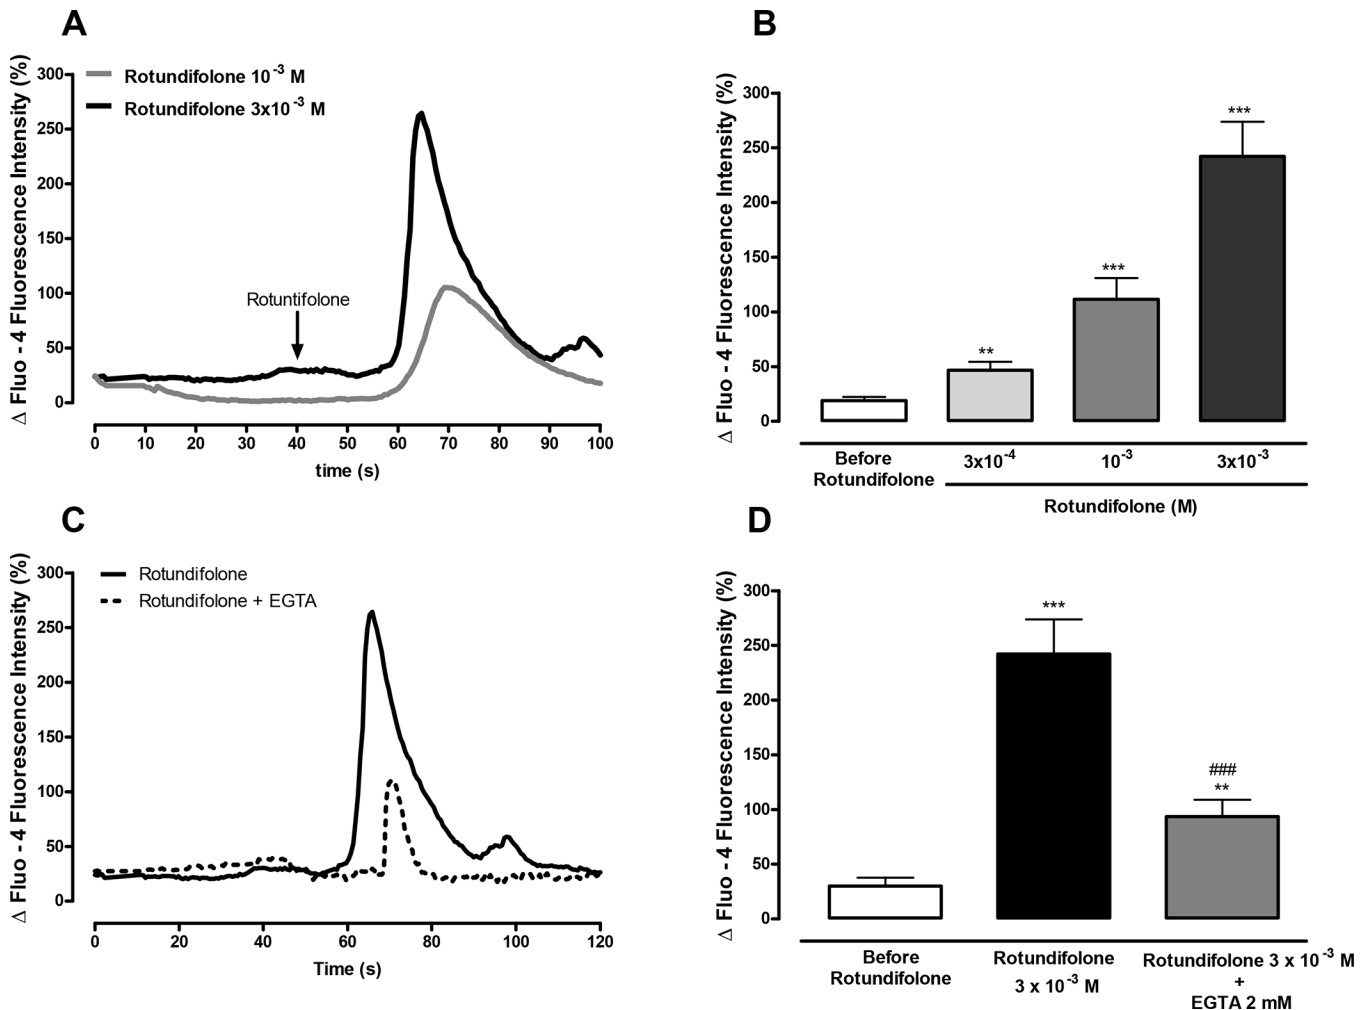 A
Δ Fluo - 4 Fluorescence Intensity (%)
300
250
200
150
100
50
0
Rotundifolone 10-3 M
Rotundifolone 3x10-3 M
Rotuntifolone
0 10 20 30 40 50 60 70 80 90 100
time (s)
B
Δ Fluo - 4 Fluorescence Intensity (%)
300
250
200
150
100
50
0
**
***
***
Before
Rotundifolone
3x10-4 10-3 3x10-3
Rotundifolone (M)
C
Δ Fluo - 4 Fluorescence Intensity (%)
300
250
200
150
100
50
0
Rotundifolone
Rotundifolone + EGTA
0 20 40 60 80 100 120
Time (s)
D
Δ Fluo - 4 Fluorescence Intensity (%)
300
250
200
150
100
50
0
***
###
**
Before
Rotundifolone
Rotundifolone
3 x 10-3 M
Rotundifolone 3 x 10-3 M
+
EGTA 2 mM